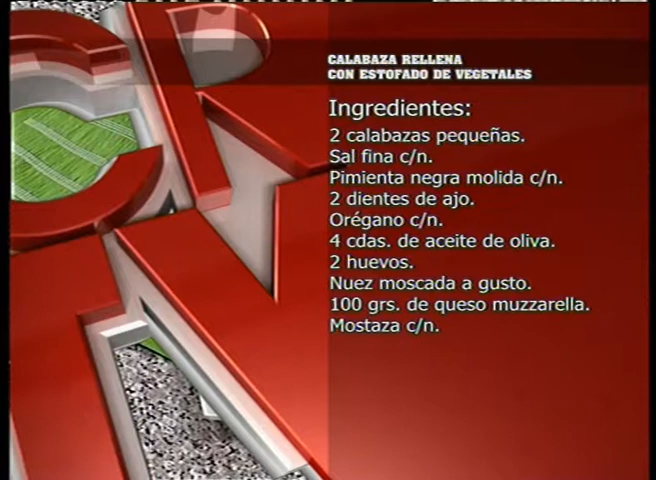 CALABAZA RELLENA
CON ESTOFADO DE VEGETALES
Ingredientes:
2 calabazas pequeñas.
Sal fina c/n.
Pimienta negra molida c/n.
2 dientes de ajo.
Orégano c/n.
4 cdas. de aceite de oliva.
2 huevos.
Nuez moscada a gusto.
100 grs. de queso muzzarella.
Mostaza c/n.